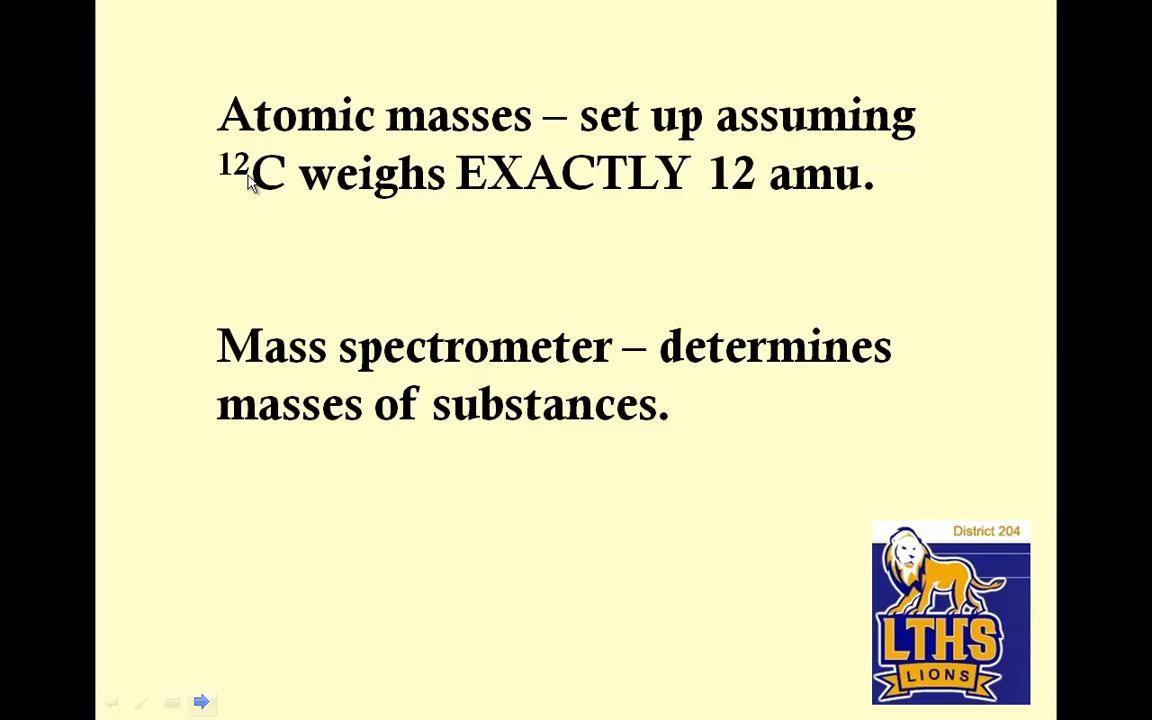 Atomic masses – set up assuming
¹²C weighs EXACTLY 12 amu.
Mass spectrometer – determines
masses of substances.
District 204
LTHS
LIONS